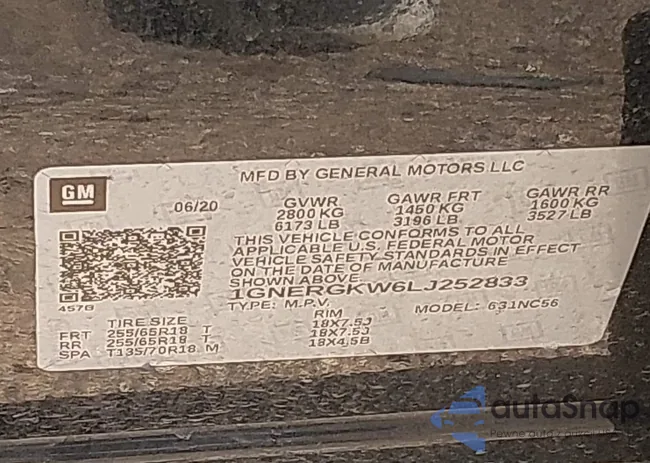 GM
MFD BY GENERAL MOTORS LLC
06/20 GVWR GAWR FRT GAWR RR
2800 KG 1450 KG 1600 KG
6173 LB 3196 LB 3527 LB
THIS VEHICLE CONFORMS TO ALL
APPLICABLE U.S. FEDERAL MOTOR
VEHICLE SAFETY STANDARDS IN EFFECT
ON THE DATE OF MANUFACTURE
SHOWN ABOVE.
457B
1GNERGKW6LJ252833
TYPE: M.P.V. MODEL: 631NC56
TIRE SIZE RIM
FRT 255/65R18 T 18X7.5J
RR 255/65R18 T 18X7.5J
SPA T135/70R18 M 18X4.5B
autoSnap